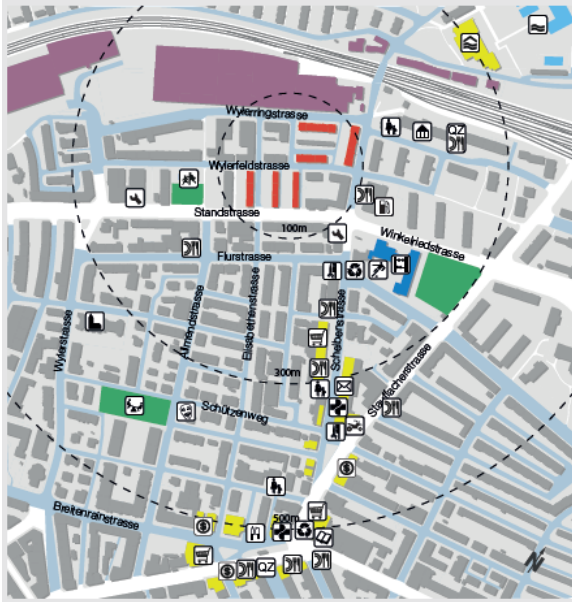 Wylerringstrasse
QZ
Wylerfeldstrasse
Standstrasse
100m
Winkelriedstrasse
Flurstrasse
Scheibenstrasse
Elisabethenstrasse
Allmendstrasse
Wylerstrasse
Stauffacherstrasse
300m
Schützenweg
Breitenrainstrasse
500m
QZ
N